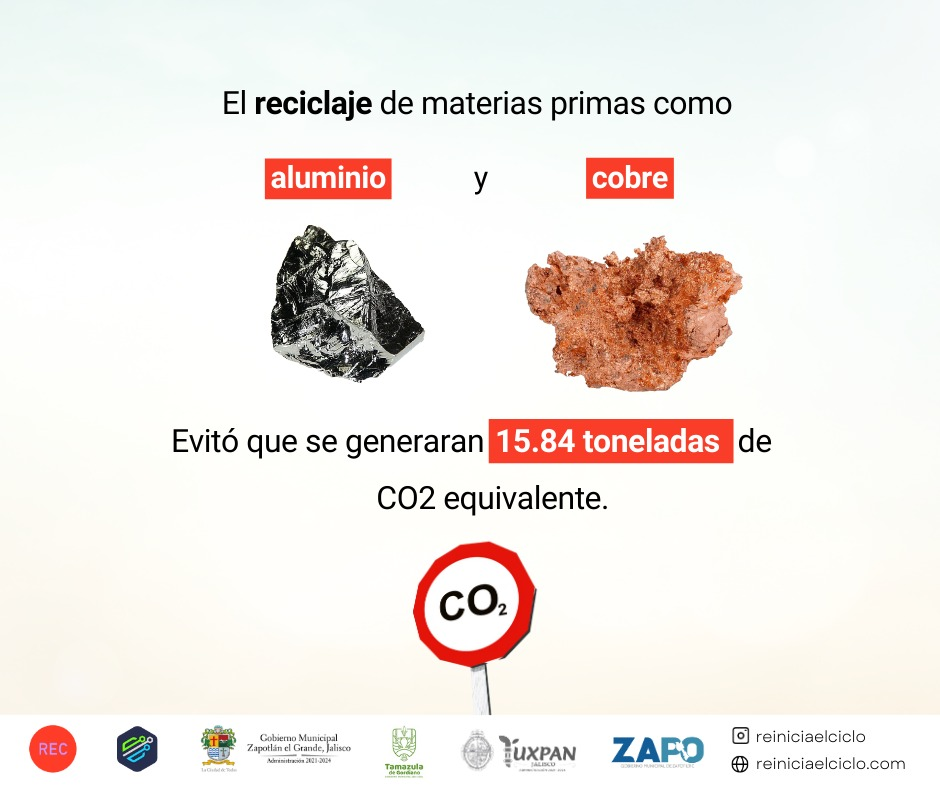 El reciclaje de materias primas como
aluminio y cobre
Evitó que se generaran 15.84 toneladas de
CO2 equivalente.
CO2
REC
Gobierno Municipal
Zapotlán el Grande, Jalisco
Administración 2021-2024
Tamazula
de Gordiano
TUXPAN
JALISCO
ZAPO
reiniciaelciclo
reiniciaelciclo.com